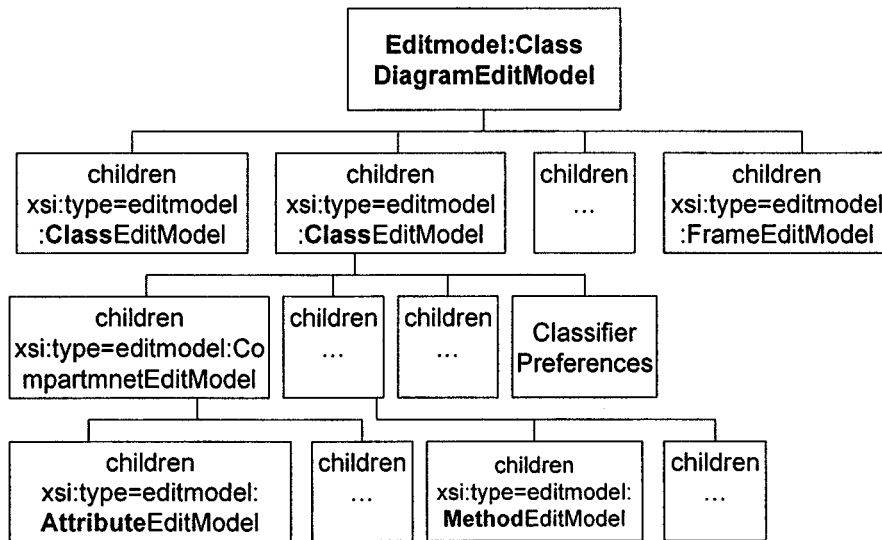 Editmodel:Class
DiagramEditModel
children
xsi:type=editmodel
:ClassEditModel
children
xsi:type=editmodel
:ClassEditModel
children
...
children
xsi:type=editmodel
:FrameEditModel
children
xsi:type=editmodel:Co
mpartmnetEditModel
children
...
children
...
Classifier
Preferences
children
xsi:type=editmodel:
AttributeEditModel
children
...
children
xsi:type=editmodel:
MethodEditModel
children
...